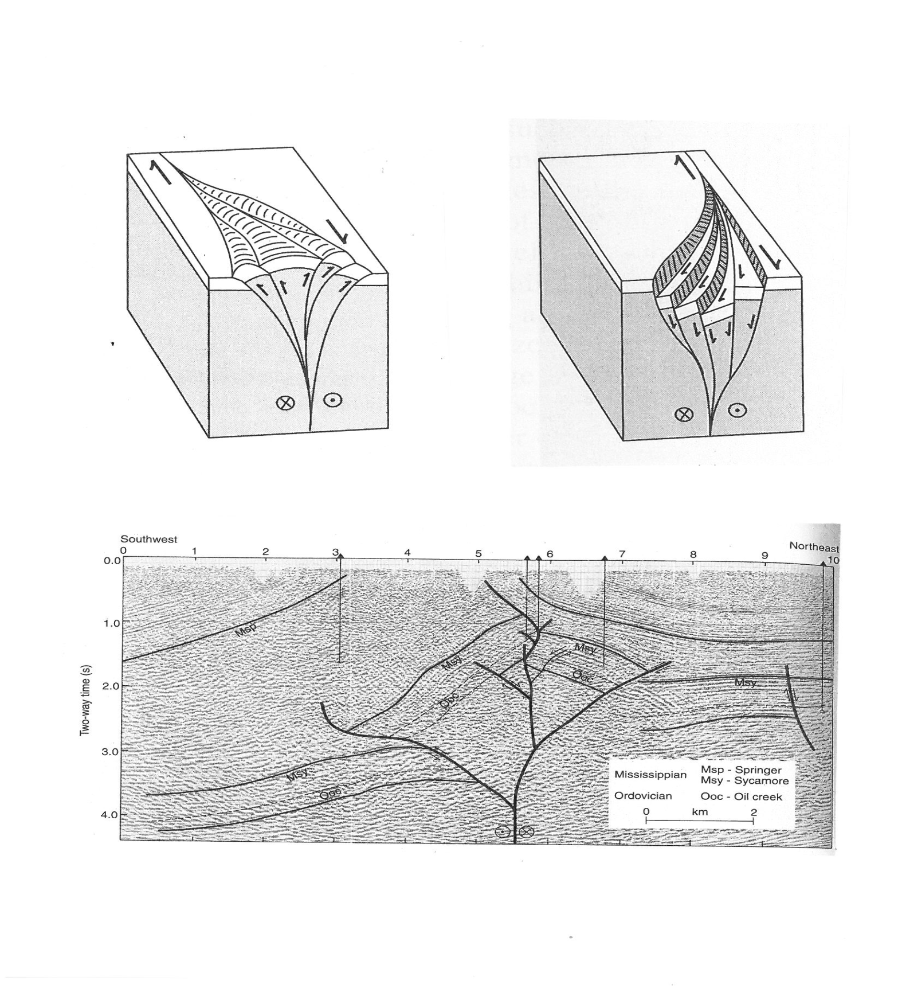 Southwest
Northeast
0 1 2 3 4 5 6 7 8 9 10
0.0
1.0
2.0
3.0
4.0
Two-way time (s)
Msp
Msy
Msy
Ooc
Ooc
Msy
Msy
Ooc
Mississippian Msp - Springer
Msy - Sycamore
Ordovician Ooc - Oil creek
0 km 2